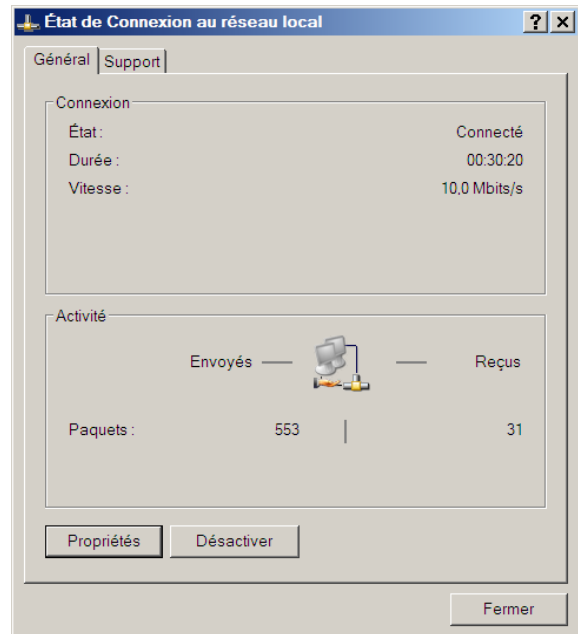 État de Connexion au réseau local
Général Support
Connexion
État : Connecté
Durée : 00:30:20
Vitesse : 10,0 Mbits/s
Activité
Envoyés — — Reçus
Paquets : 553 | 31
Propriétés Désactiver
Fermer